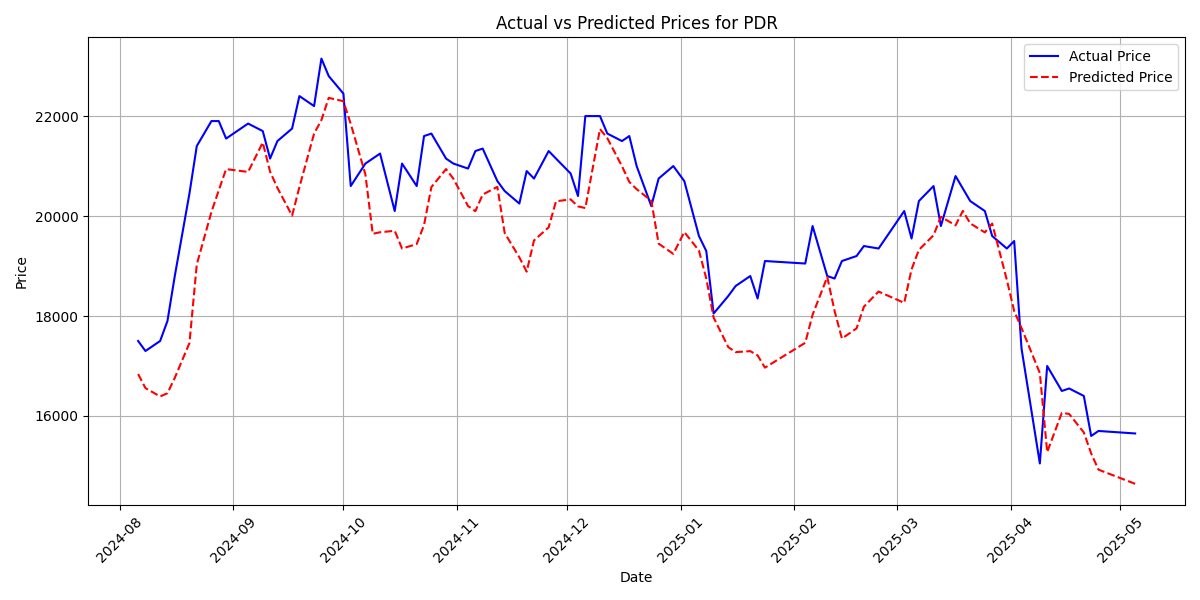 Actual vs Predicted Prices for PDR
Actual Price
Predicted Price
Price
22000
20000
18000
16000
2024-08
2024-09
2024-10
2024-11
2024-12
2025-01
2025-02
2025-03
2025-04
2025-05
Date